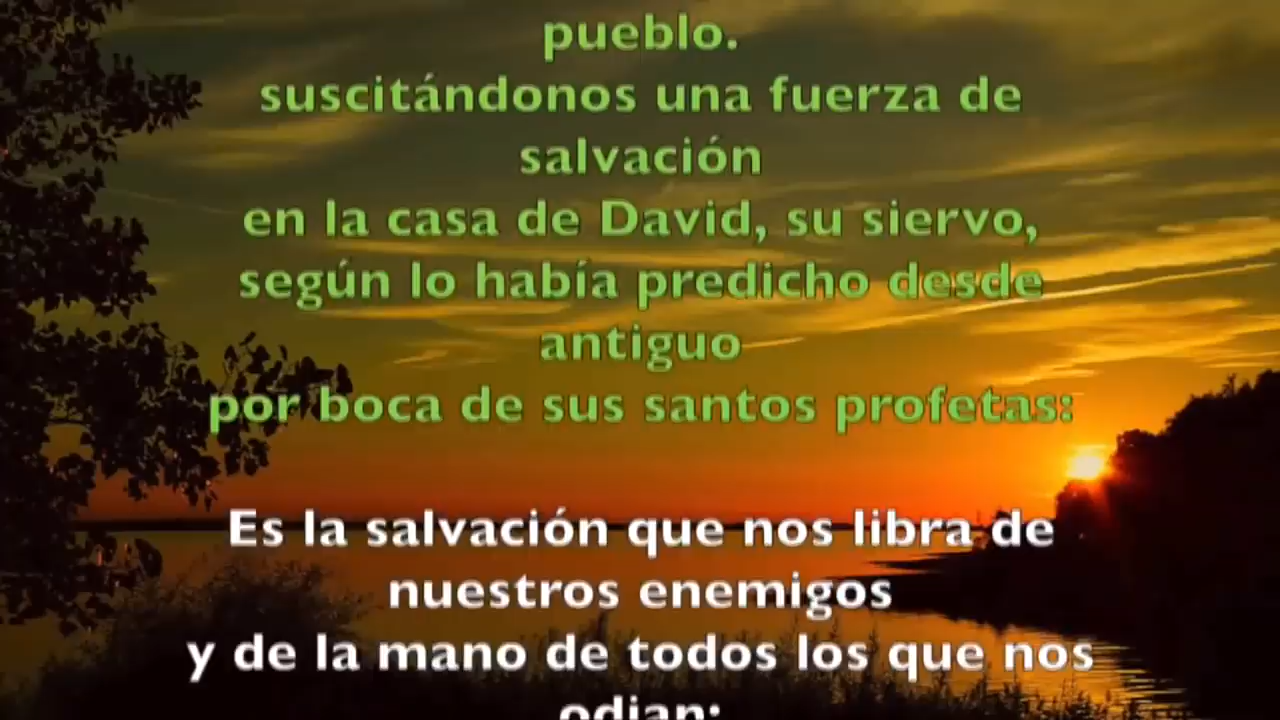 pueblo.
suscitándonos una fuerza de
salvación
en la casa de David, su siervo,
según lo había predicho desde
antiguo
por boca de sus santos profetas:
Es la salvación que nos libra de
nuestros enemigos
y de la mano de todos los que nos
odian;